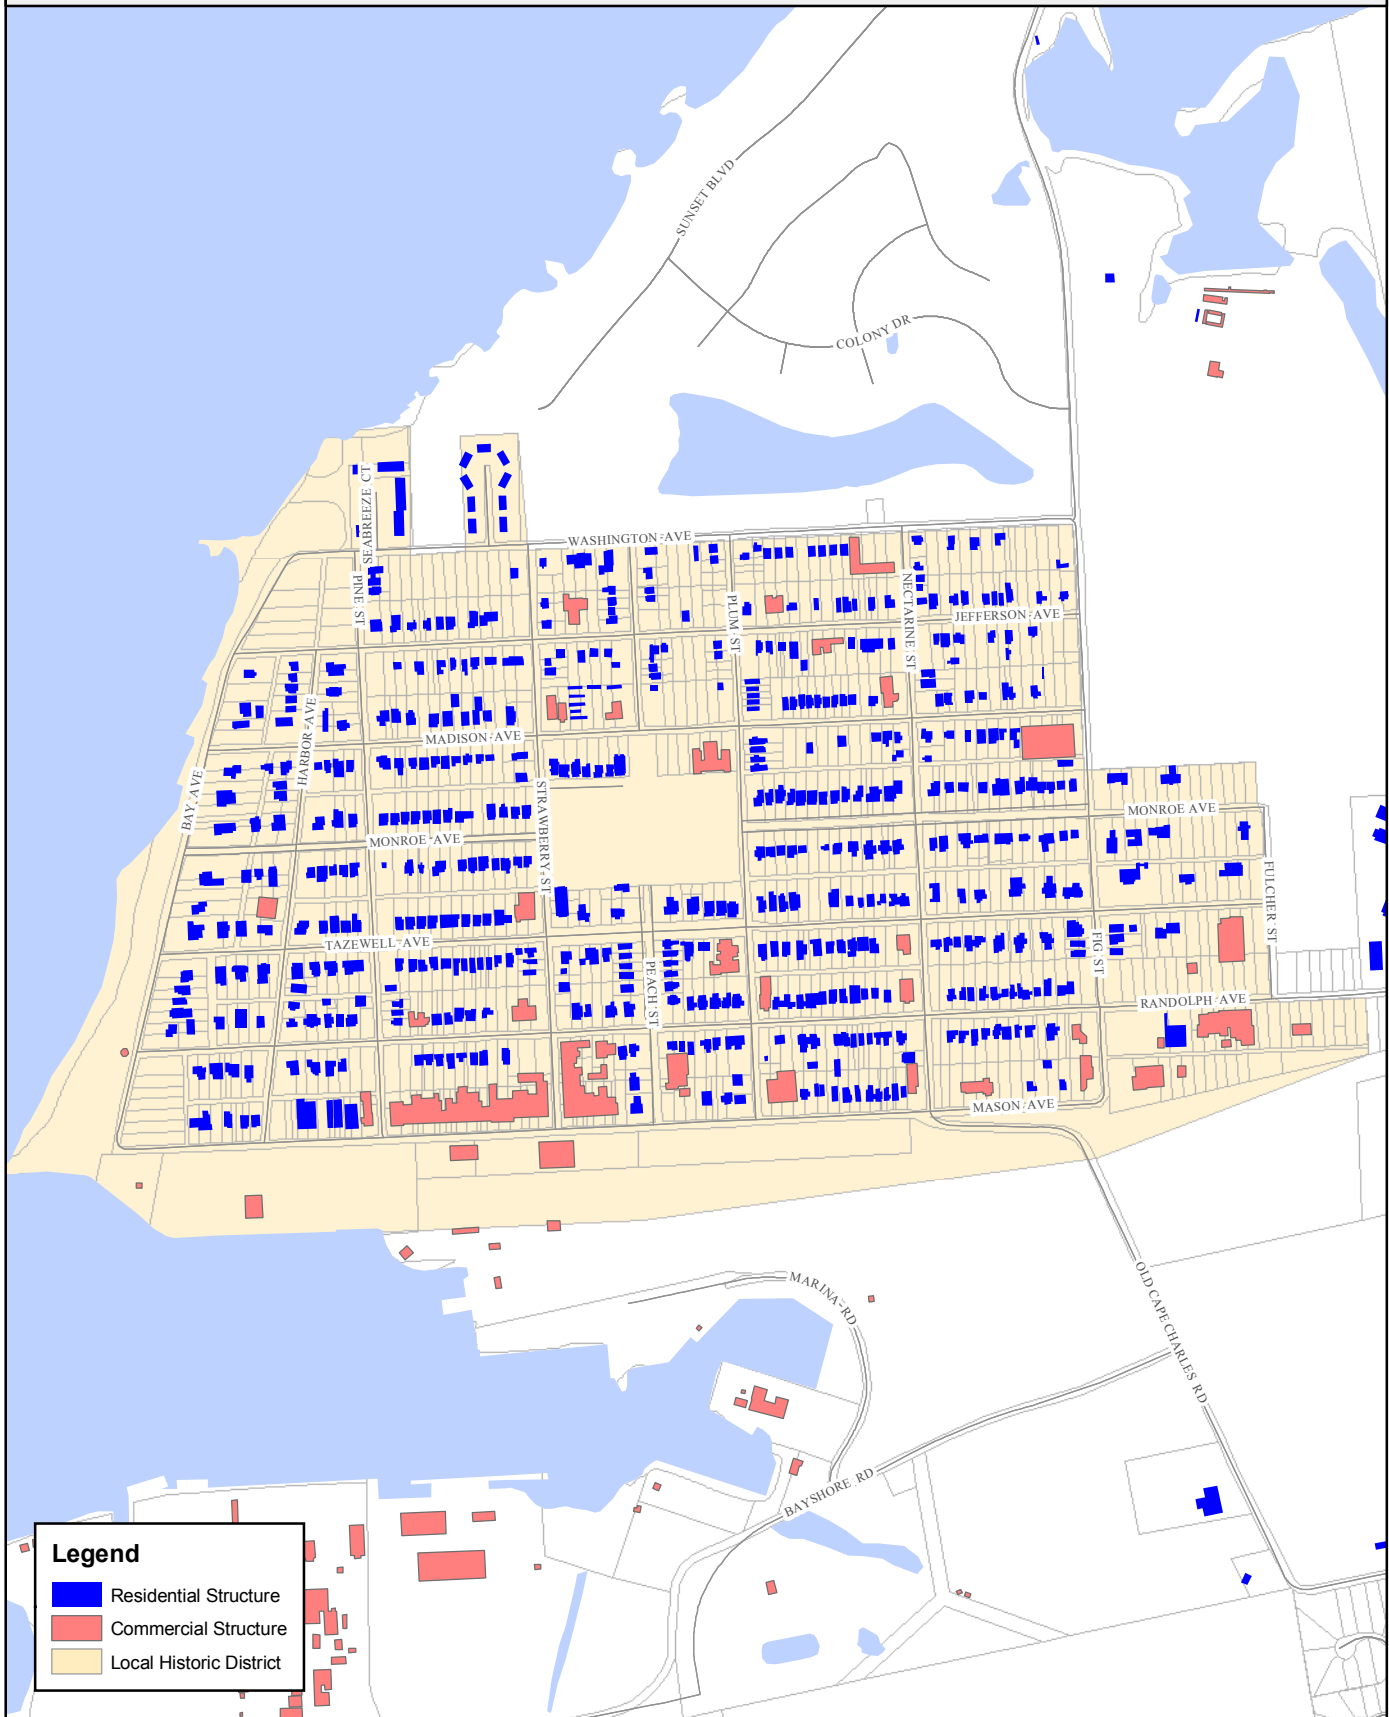 SUNSET BLVD
COLONY DR
SEABREEZE CT
WASHINGTON AVE
PINE ST
PLUM ST
NECTARINE ST
JEFFERSON AVE
HARBOR AVE
MADISON AVE
BAY AVE
STRAWBERRY ST
MONROE AVE
MONROE AVE
FULCHER ST
TAZEWELL AVE
PEACH ST
FIG ST
RANDOLPH AVE
MASON AVE
MARINA RD
OLD CAPE CHARLES RD
BAYSHORE RD
Legend
Residential Structure
Commercial Structure
Local Historic District